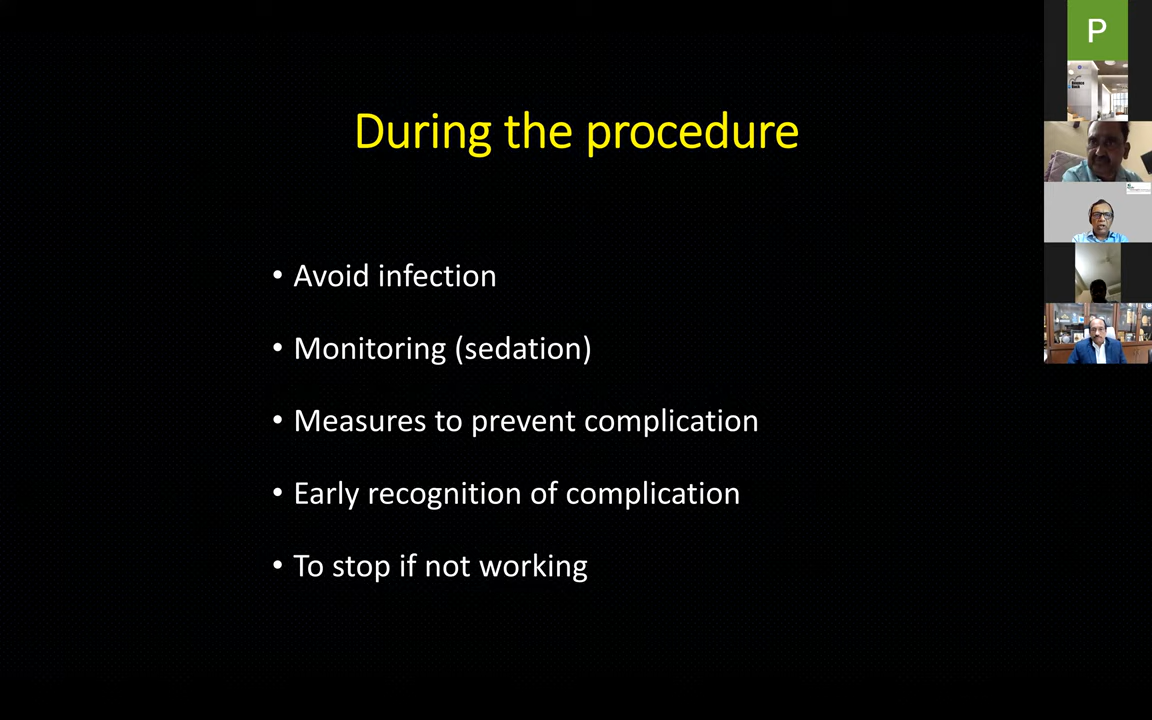 During the procedure
• Avoid infection
• Monitoring (sedation)
• Measures to prevent complication
• Early recognition of complication
• To stop if not working
P